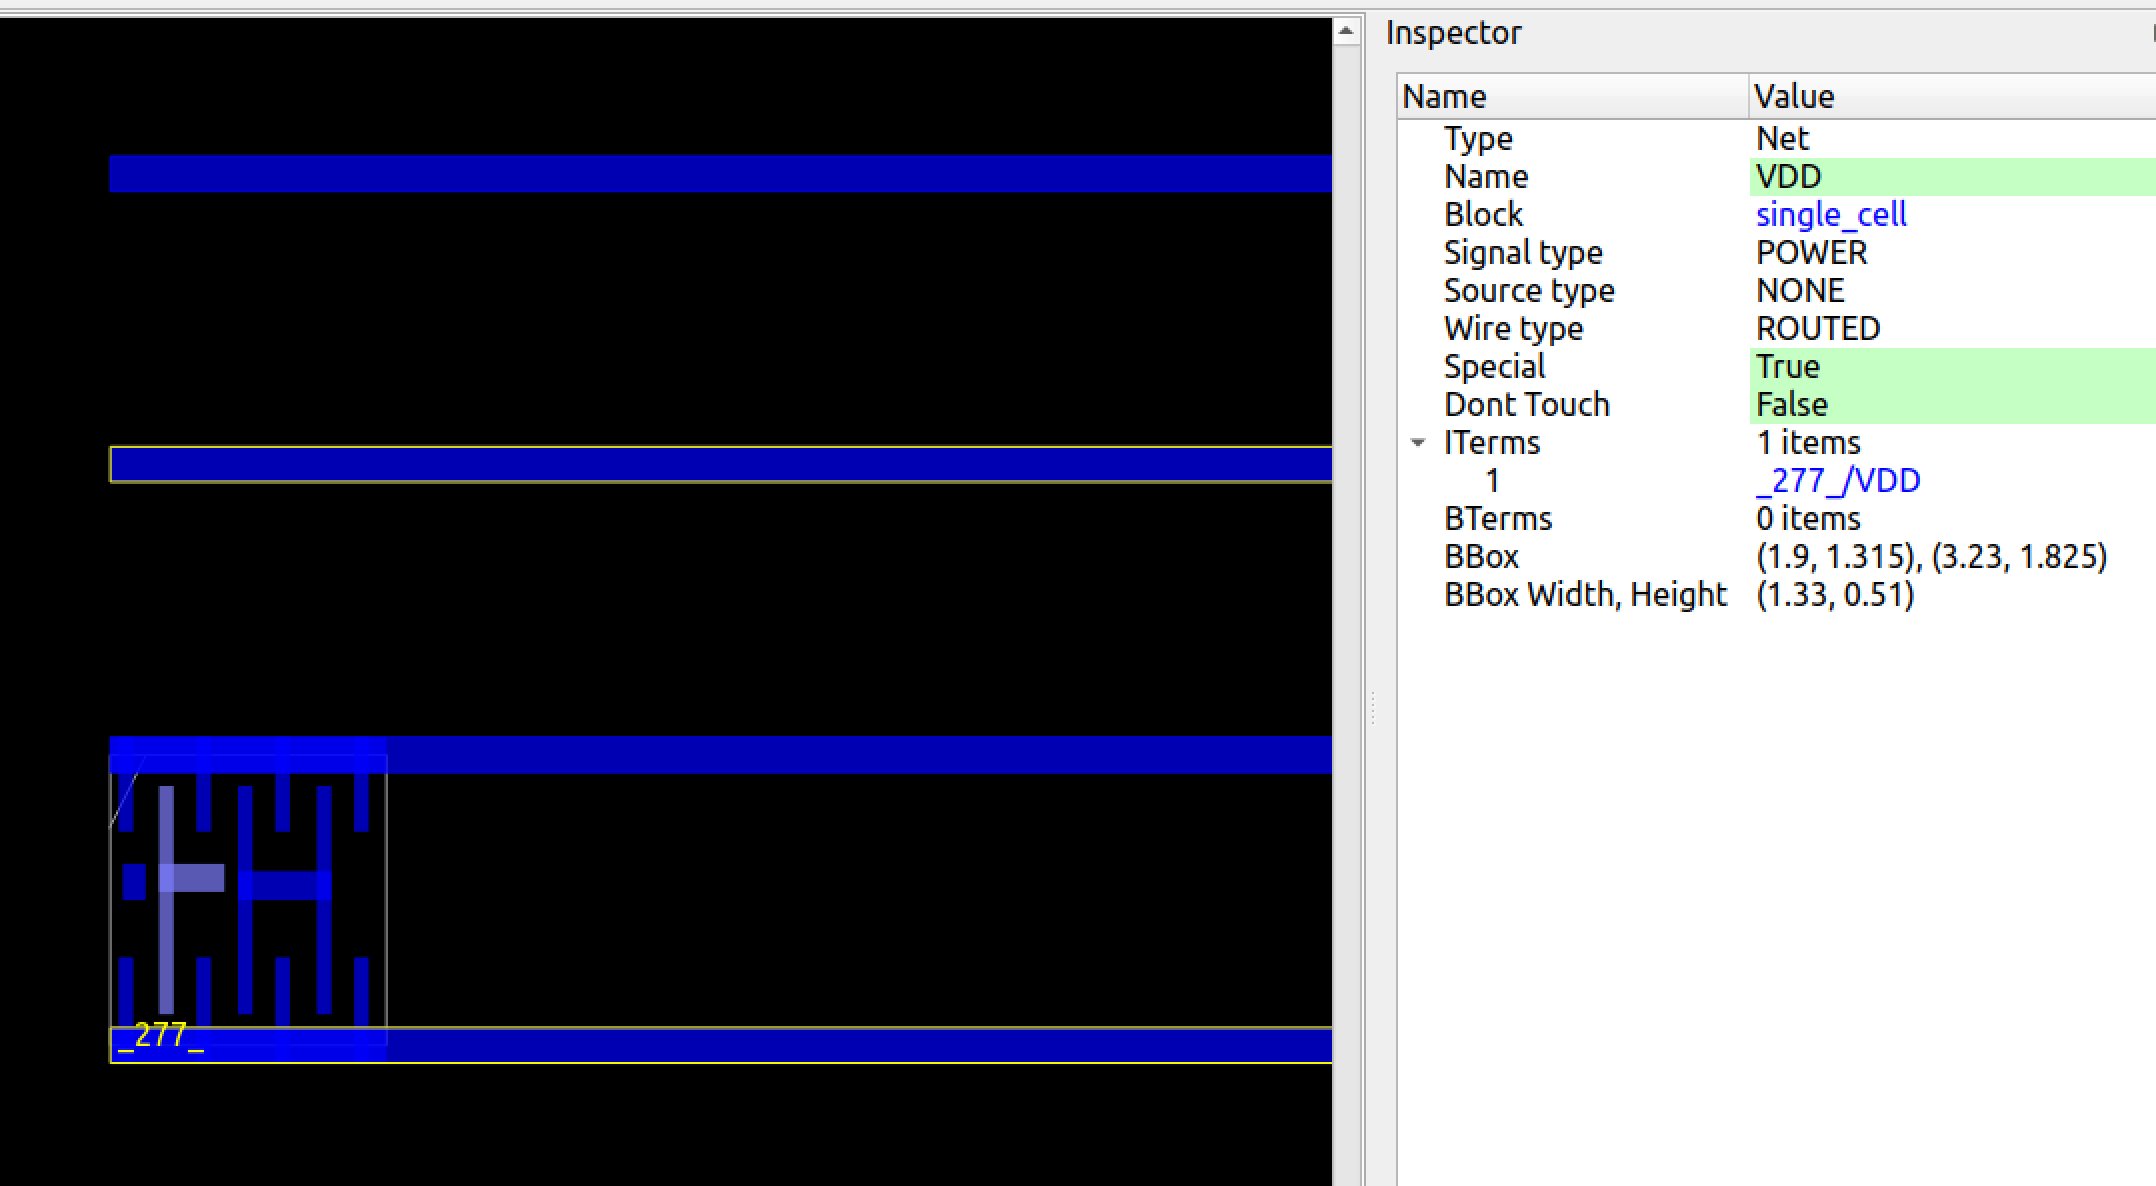 Inspector
Name Value
Type Net
Name VDD
Block single_cell
Signal type POWER
Source type NONE
Wire type ROUTED
Special True
Dont Touch False
ITerms 1 items
1 _277_/VDD
BTerms 0 items
BBox (1.9, 1.315), (3.23, 1.825)
BBox Width, Height (1.33, 0.51)
_277_